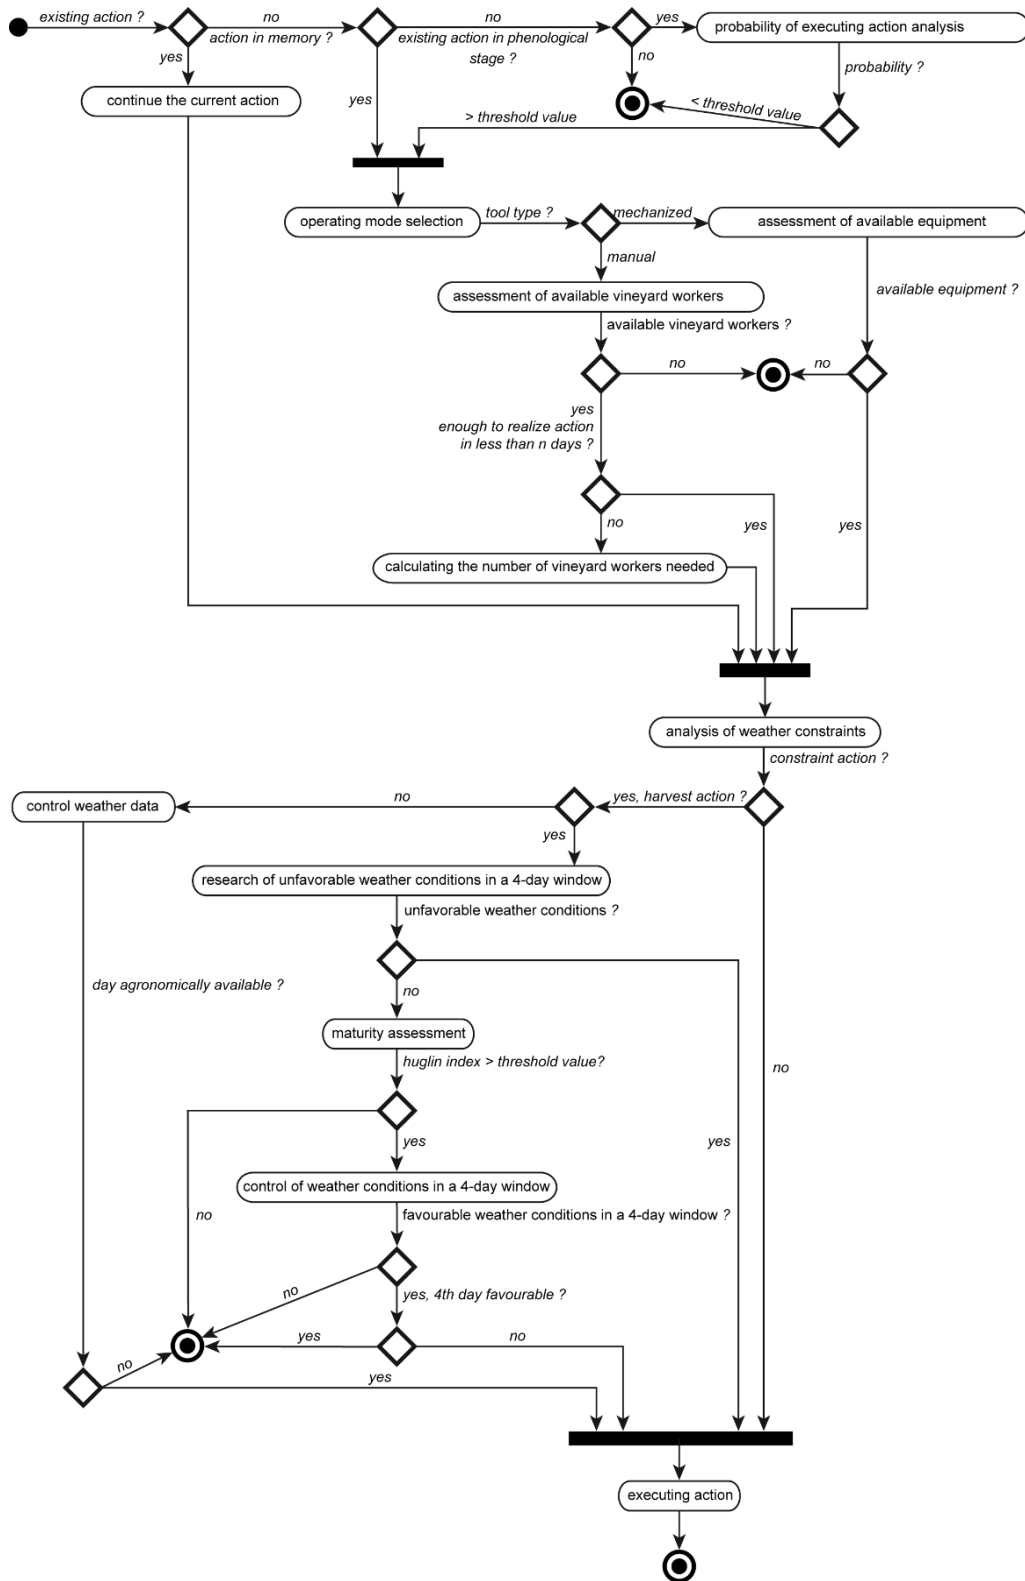 existing action ?
no
action in memory ?
no
existing action in phenological
stage ?
yes
probability of executing action analysis
yes
no
probability ?
continue the current action
yes
< threshold value
> threshold value
operating mode selection
tool type ?
mechanized
assessment of available equipment
manual
available equipment ?
assessment of available vineyard workers
available vineyard workers ?
no
no
yes
enough to realize action
in less than n days ?
no
yes
yes
calculating the number of vineyard workers needed
analysis of weather constraints
constraint action ?
control weather data
no
yes, harvest action ?
yes
research of unfavorable weather conditions in a 4-day window
unfavorable weather conditions ?
day agronomically available ?
no
maturity assessment
huglin index > threshold value?
no
yes
yes
control of weather conditions in a 4-day window
no
favourable weather conditions in a 4-day window ?
no
yes, 4th day favourable ?
yes
no
no
yes
executing action